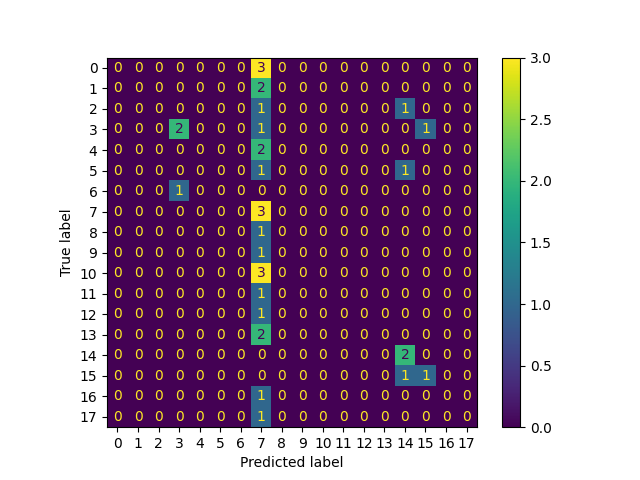 0 0 0 0 0 0 0 0 3 0 0 0 0 0 0 0 0 0 0
1 0 0 0 0 0 0 0 2 0 0 0 0 0 0 0 0 0 0
2 0 0 0 0 0 0 0 1 0 0 0 0 0 0 1 0 0 0
3 0 0 0 2 0 0 0 1 0 0 0 0 0 0 0 1 0 0
4 0 0 0 0 0 0 0 2 0 0 0 0 0 0 0 0 0 0
5 0 0 0 0 0 0 0 1 0 0 0 0 0 0 1 0 0 0
6 0 0 0 1 0 0 0 0 0 0 0 0 0 0 0 0 0 0
7 0 0 0 0 0 0 0 3 0 0 0 0 0 0 0 0 0 0
8 0 0 0 0 0 0 0 1 0 0 0 0 0 0 0 0 0 0
9 0 0 0 0 0 0 0 1 0 0 0 0 0 0 0 0 0 0
10 0 0 0 0 0 0 0 3 0 0 0 0 0 0 0 0 0 0
11 0 0 0 0 0 0 0 1 0 0 0 0 0 0 0 0 0 0
12 0 0 0 0 0 0 0 1 0 0 0 0 0 0 0 0 0 0
13 0 0 0 0 0 0 0 2 0 0 0 0 0 0 0 0 0 0
14 0 0 0 0 0 0 0 0 0 0 0 0 0 0 2 0 0 0
15 0 0 0 0 0 0 0 0 0 0 0 0 0 0 1 1 0 0
16 0 0 0 0 0 0 0 1 0 0 0 0 0 0 0 0 0 0
17 0 0 0 0 0 0 0 1 0 0 0 0 0 0 0 0 0 0
0 1 2 3 4 5 6 7 8 9 10 11 12 13 14 15 16 17
Predicted label
True label
3.0
2.5
2.0
1.5
1.0
0.5
0.0